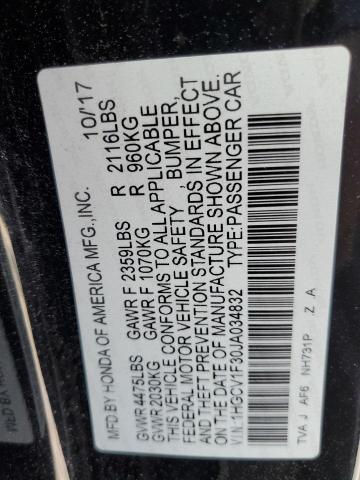 MFD.BY HONDA OF AMERICA MFG.,INC. 10/'17
GVWR 4475LBS GAWR F 2359LBS R 2116LBS
GVWR 2030KG GAWR F 1070KG R 960KG
THIS VEHICLE CONFORMS TO ALL APPLICABLE
FEDERAL MOTOR VEHICLE SAFETY BUMPER,
AND THEFT PREVENTION STANDARDS IN EFFECT
ON THE DATE OF MANUFACTURE SHOWN ABOVE.
V.I.N.:1HGCV1F30JA034832 TYPE:PASSENGER CAR
TVA J AF6 NH731P Z A